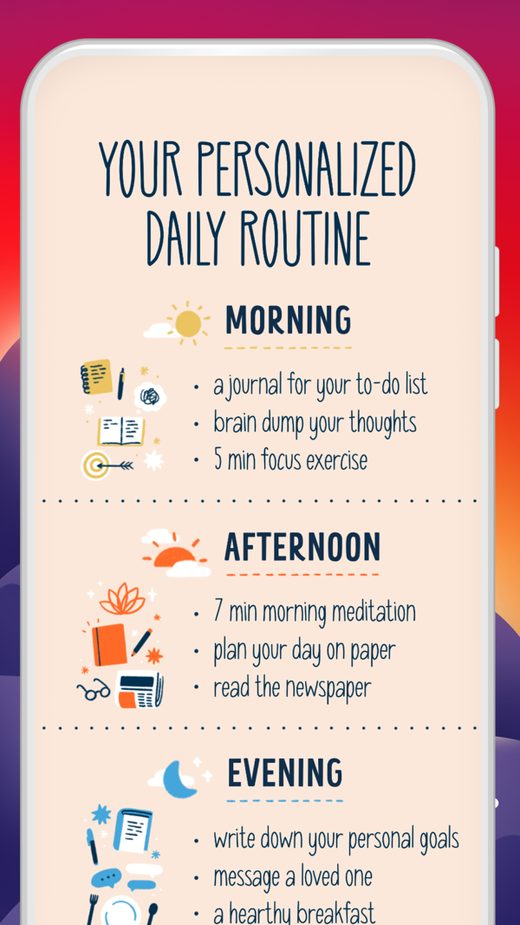 YOUR PERSONALIZED
DAILY ROUTINE
MORNING
• a journal for your to-do list
• brain dump your thoughts
• 5 min focus exercise
AFTERNOON
• 7 min morning meditation
• plan your day on paper
• read the newspaper
EVENING
• write down your personal goals
• message a loved one
• a hearthy breakfast